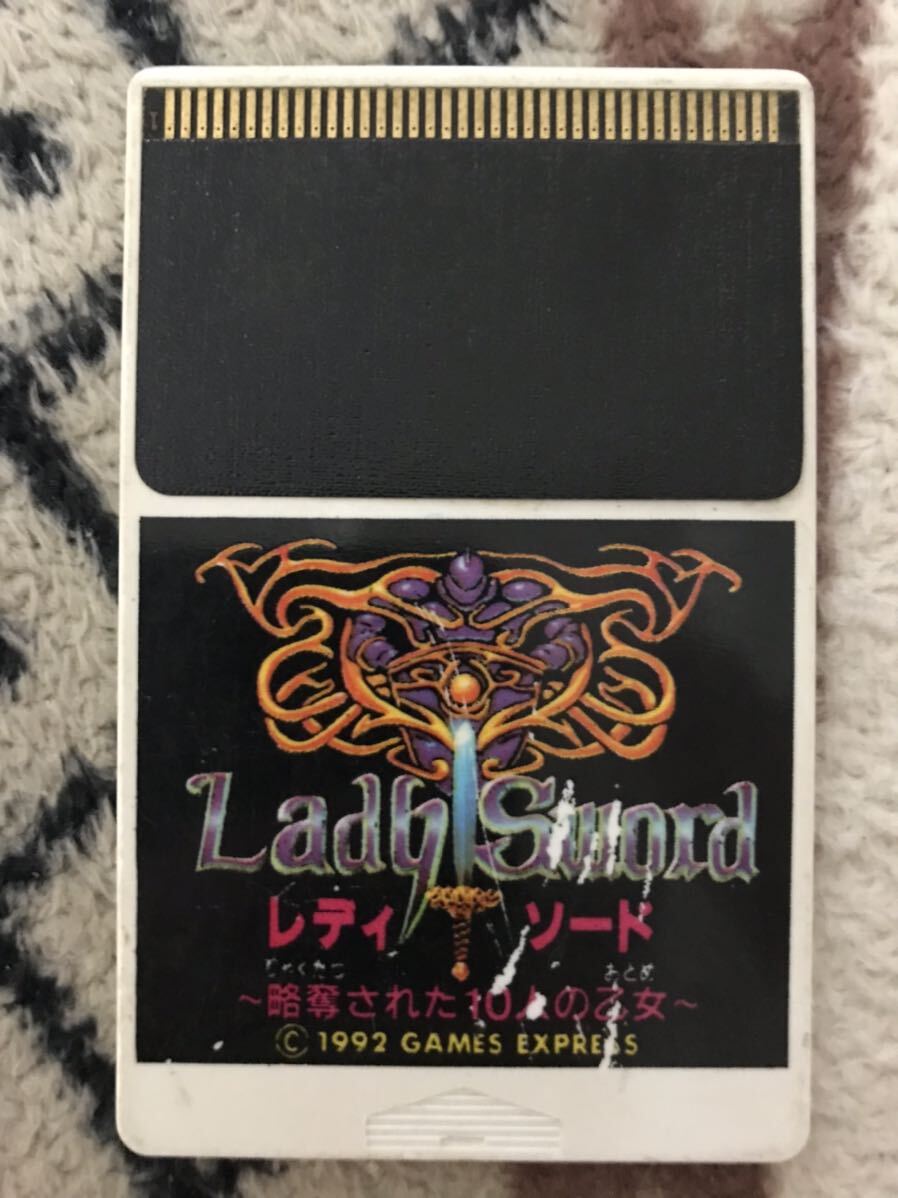 Lady Sword
レディ ソード
りゃくだつ おとめ
～略奪された10人の乙女～
© 1992 GAMES EXPRESS